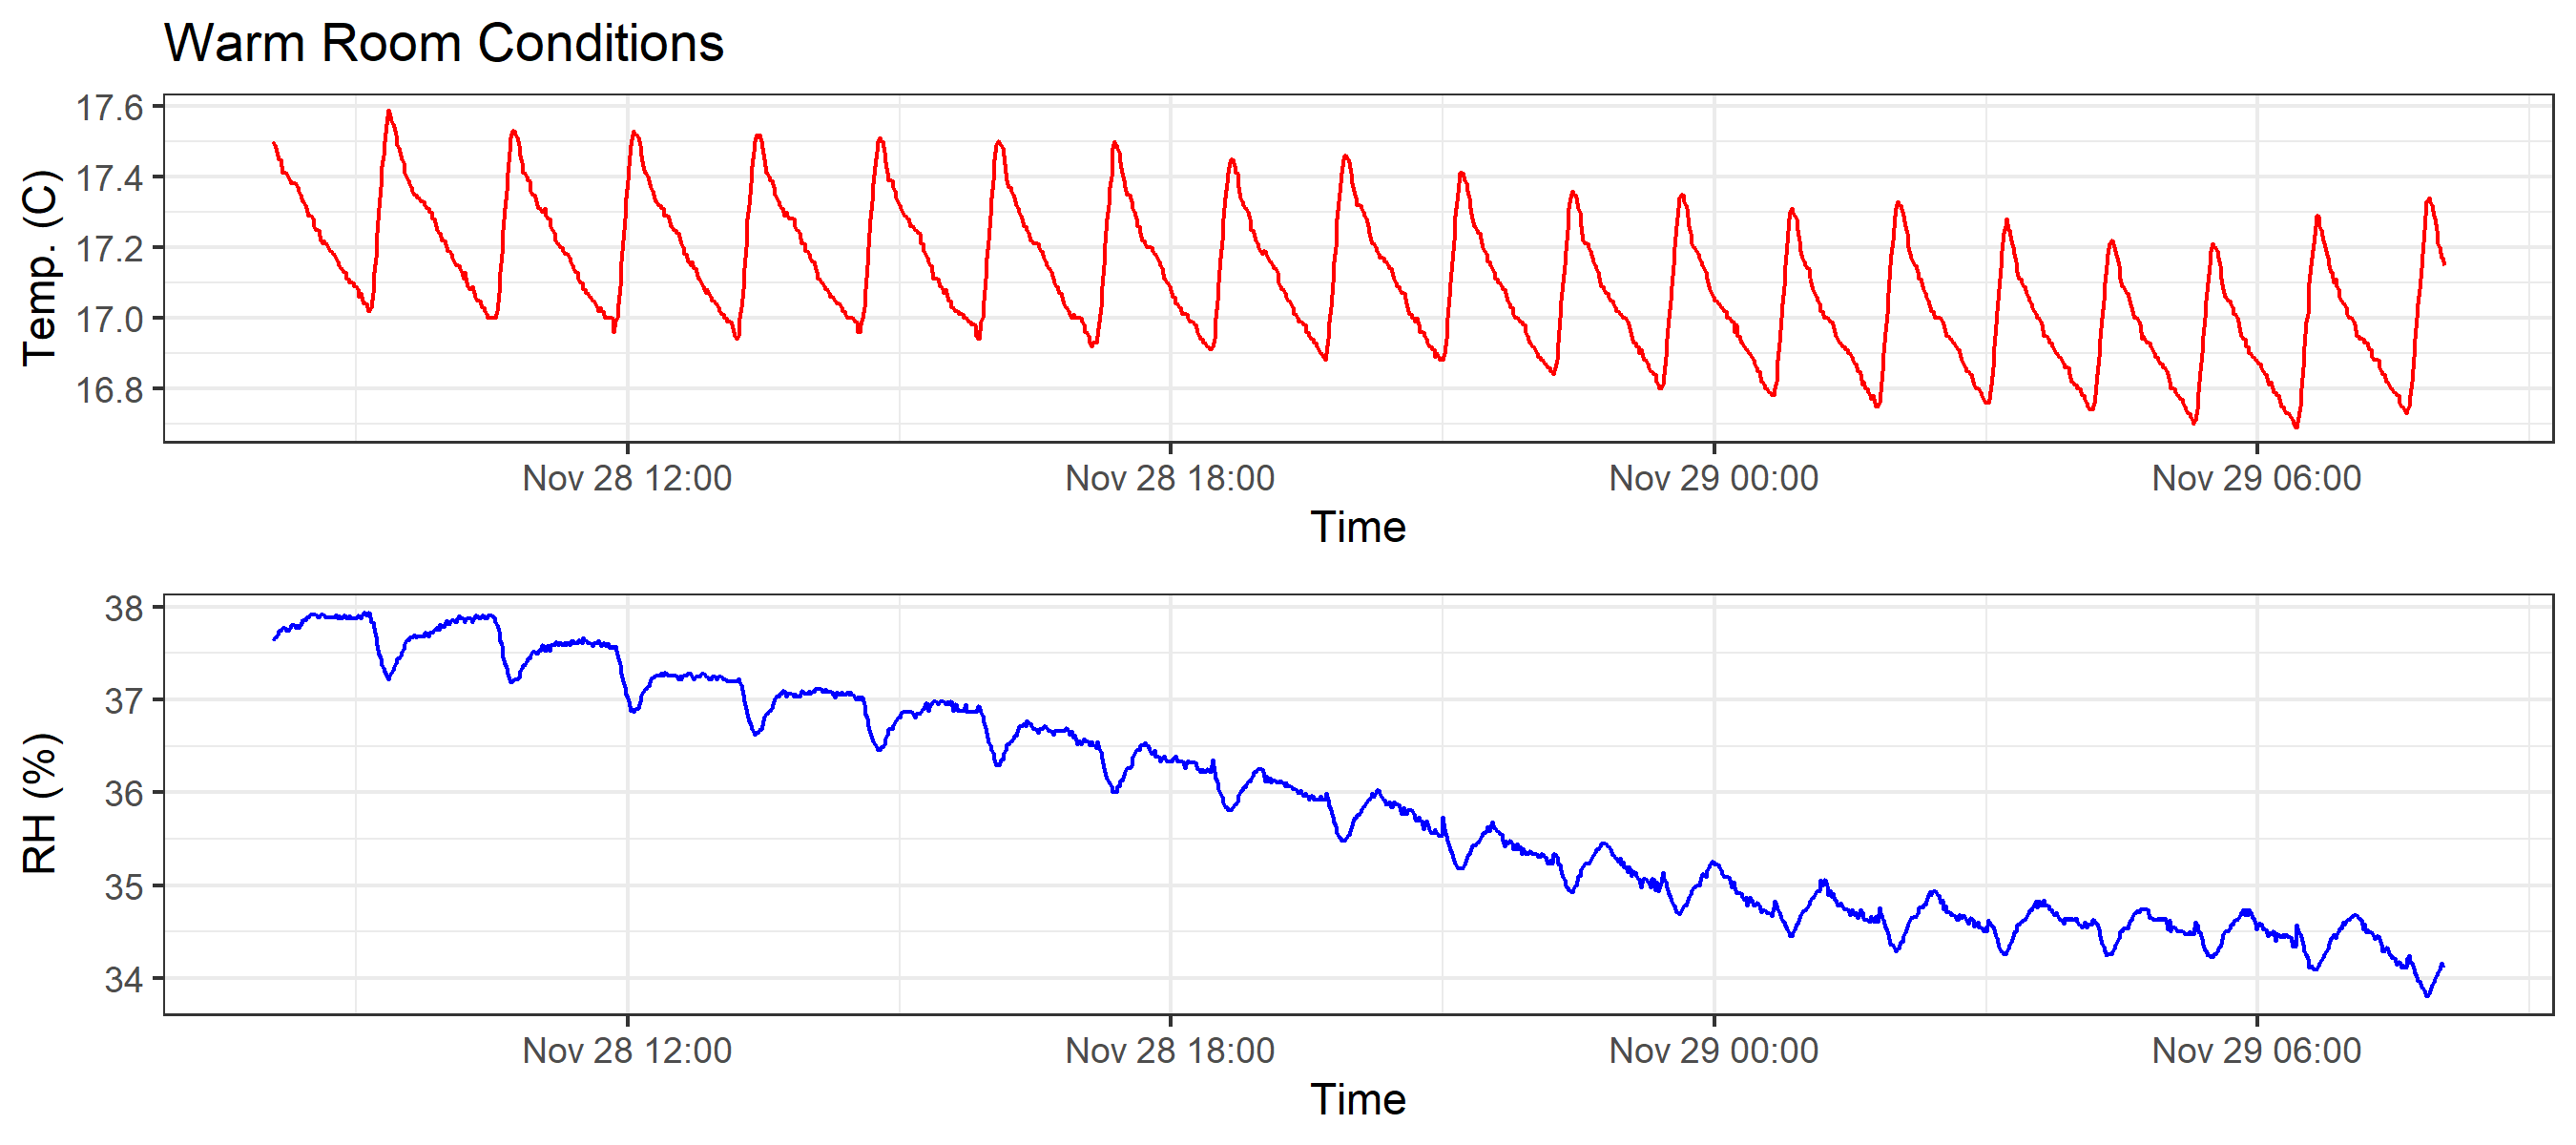 Warm Room Conditions
Temp. (C)
17.6
17.4
17.2
17.0
16.8
Nov 28 12:00 Nov 28 18:00 Nov 29 00:00 Nov 29 06:00
Time
RH (%)
38
37
36
35
34
Nov 28 12:00 Nov 28 18:00 Nov 29 00:00 Nov 29 06:00
Time